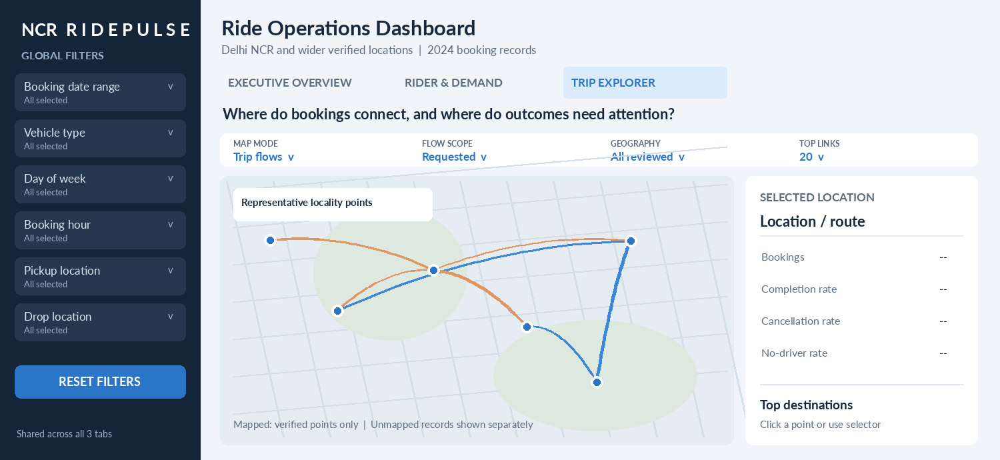 NCR RIDEPULSE
GLOBAL FILTERS
Booking date range v
All selected
Vehicle type v
All selected
Day of week v
All selected
Booking hour v
All selected
Pickup location v
All selected
Drop location v
All selected
RESET FILTERS
Shared across all 3 tabs
Ride Operations Dashboard
Delhi NCR and wider verified locations | 2024 booking records
EXECUTIVE OVERVIEW RIDER & DEMAND TRIP EXPLORER
Where do bookings connect, and where do outcomes need attention?
MAP MODE FLOW SCOPE GEOGRAPHY TOP LINKS
Trip flows v Requested v All reviewed v 20 v
Representative locality points
Mapped: verified points only | Unmapped records shown separately
SELECTED LOCATION
Location / route
Bookings --
Completion rate --
Cancellation rate --
No-driver rate --
Top destinations
Click a point or use selector